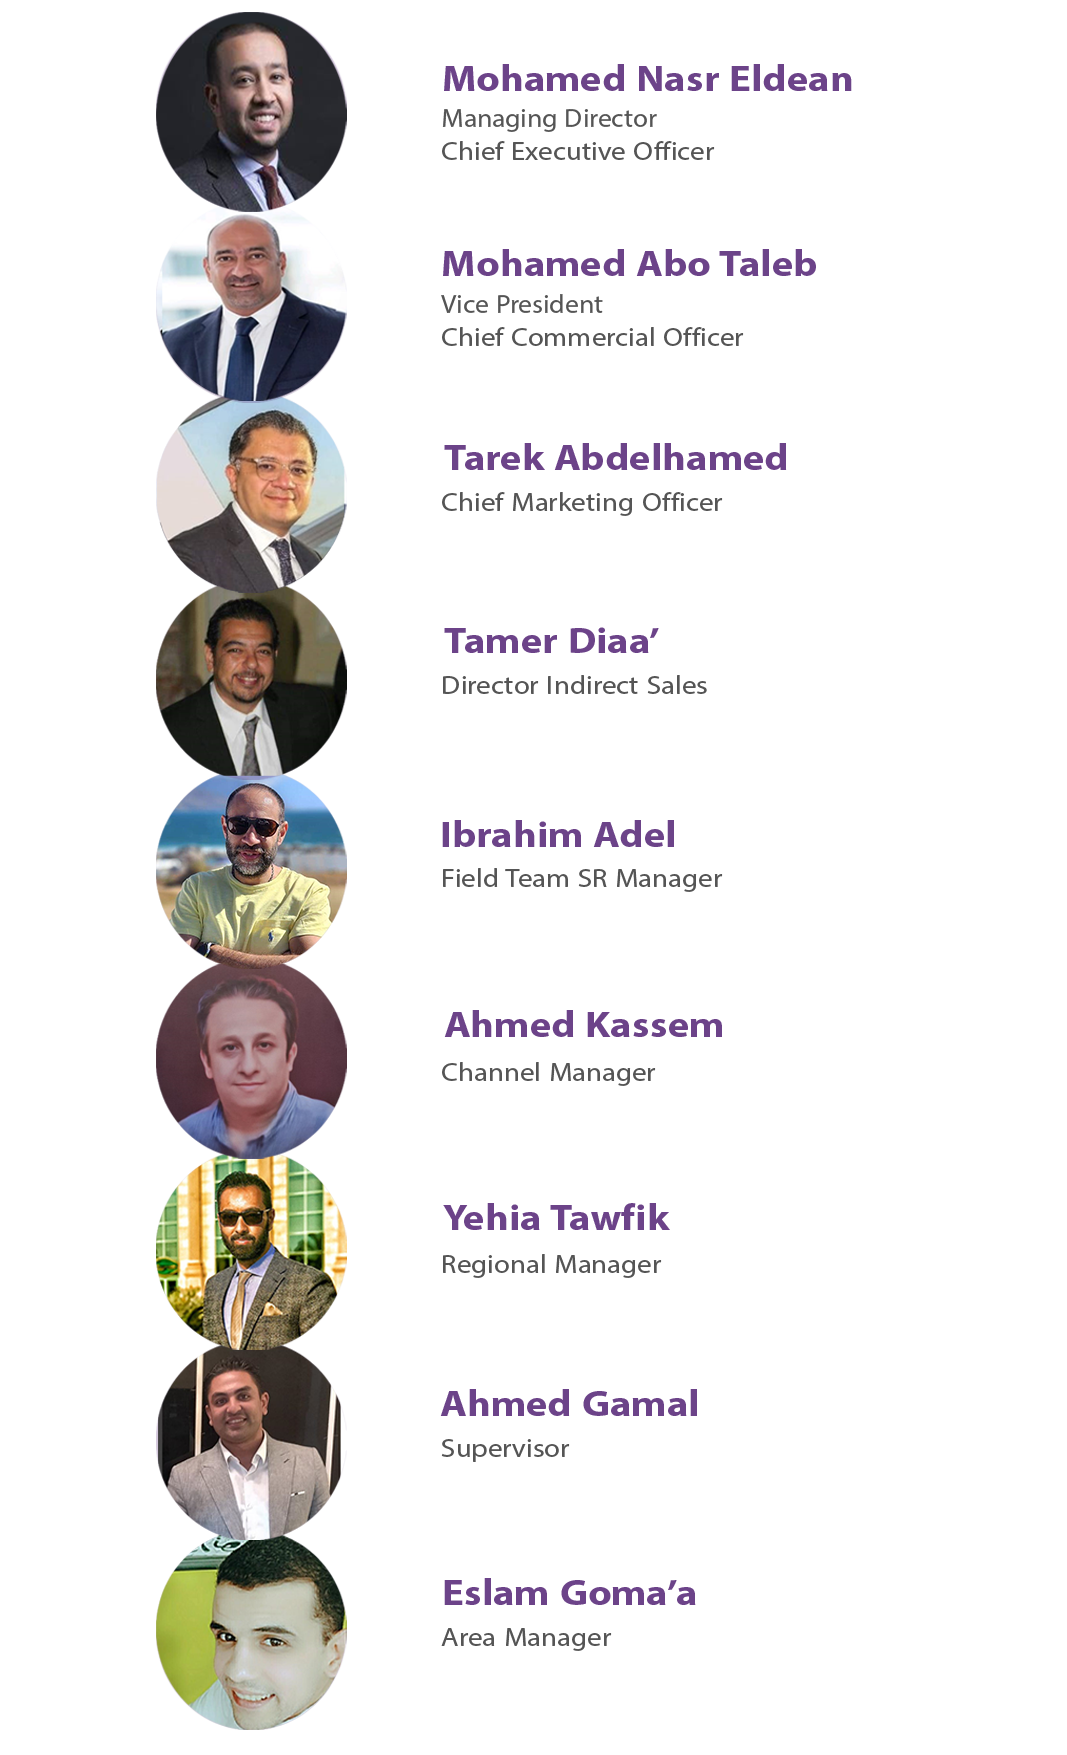 Mohamed Nasr Eldean
Managing Director
Chief Executive Officer
Mohamed Abo Taleb
Vice President
Chief Commercial Officer
Tarek Abdelhamed
Chief Marketing Officer
Tamer Diaa’
Director Indirect Sales
Ibrahim Adel
Field Team SR Manager
Ahmed Kassem
Channel Manager
Yehia Tawfik
Regional Manager
Ahmed Gamal
Supervisor
Eslam Goma’a
Area Manager